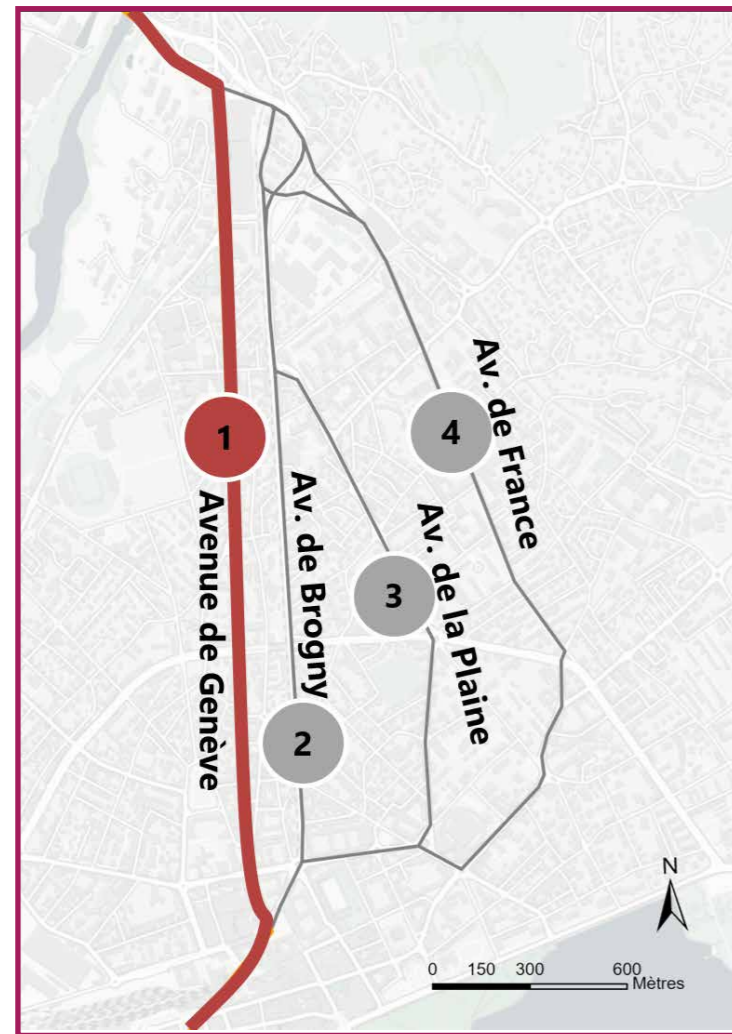 1
Avenue de Genève
2
Av. de Brogny
3
Av. de la Plaine
4
Av. de France
N
0 150 300 600
Mètres